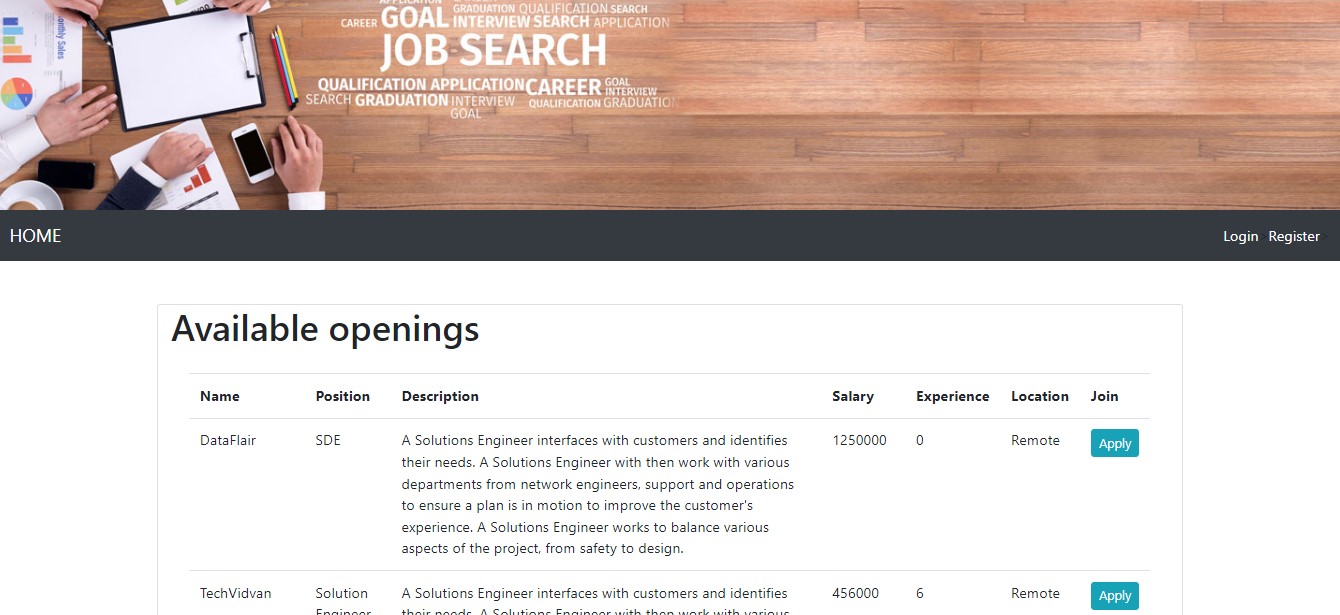 APPLICATION CAREER
GRADUATION QUALIFICATION SEARCH
CAREER GOAL INTERVIEW SEARCH APPLICATION
JOB SEARCH
QUALIFICATION APPLICATION CAREER GOAL
INTERVIEW
SEARCH GRADUATION INTERVIEW QUALIFICATION GRADUATION
GOAL
Monthly Sales
HOME
Login Register
Available openings
Name Position Description Salary Experience Location Join
DataFlair SDE A Solutions Engineer interfaces with customers and identifies 1250000 0 Remote Apply
their needs. A Solutions Engineer with then work with various
departments from network engineers, support and operations
to ensure a plan is in motion to improve the customer's
experience. A Solutions Engineer works to balance various
aspects of the project, from safety to design.
TechVidvan Solution A Solutions Engineer interfaces with customers and identifies 456000 6 Remote Apply
Engineer their needs. A Solutions Engineer with then work with various